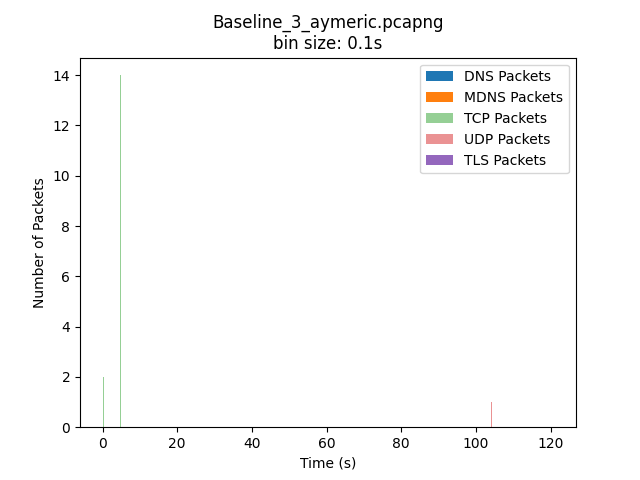 Baseline_3_aymeric.pcapng
bin size: 0.1s
DNS Packets
MDNS Packets
TCP Packets
UDP Packets
TLS Packets
Number of Packets
14
12
10
8
6
4
2
0
0 20 40 60 80 100 120
Time (s)